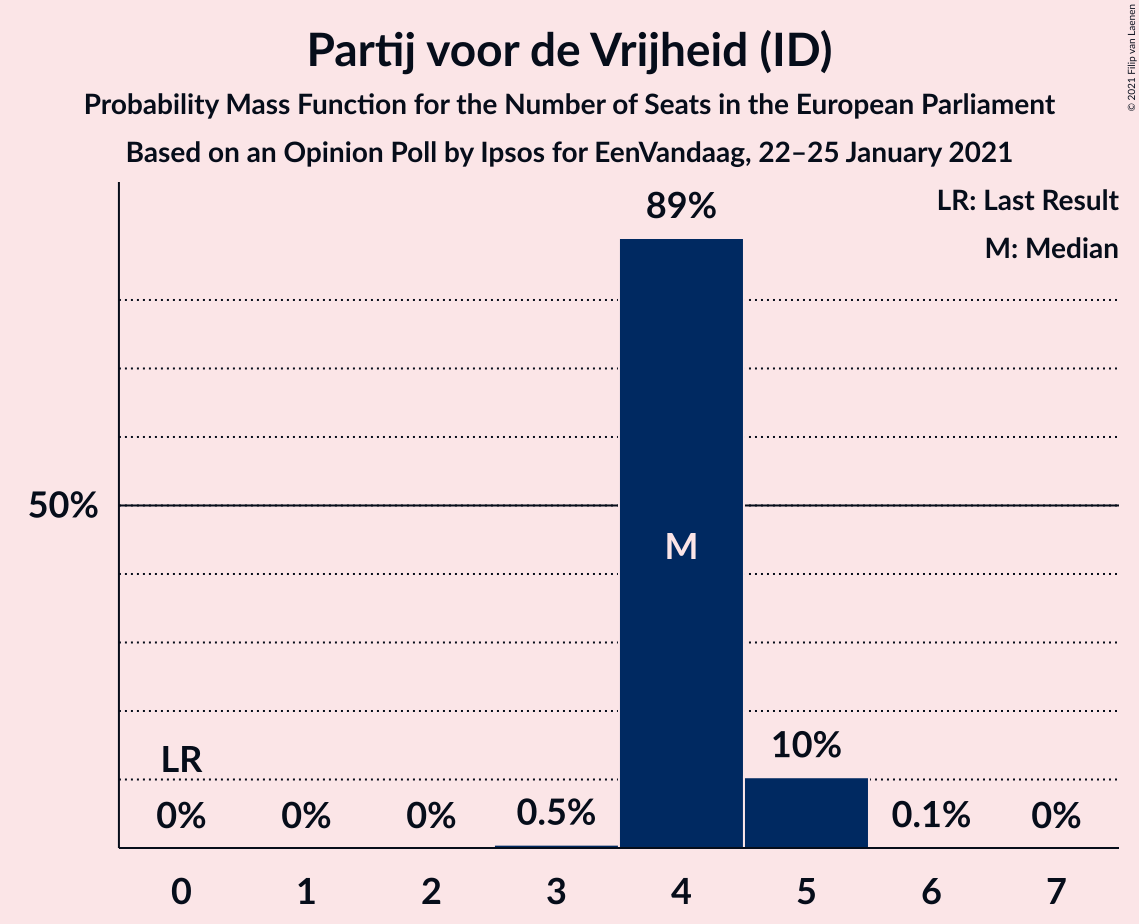 Partij voor de Vrijheid (ID)
Probability Mass Function for the Number of Seats in the European Parliament
Based on an Opinion Poll by Ipsos for EenVandaag, 22–25 January 2021
© 2021 Filip van Laenen
LR: Last Result
M: Median
89%
50%
M
LR
10%
0%
0%
0%
0.5%
0.1%
0%
0
1
2
3
4
5
6
7